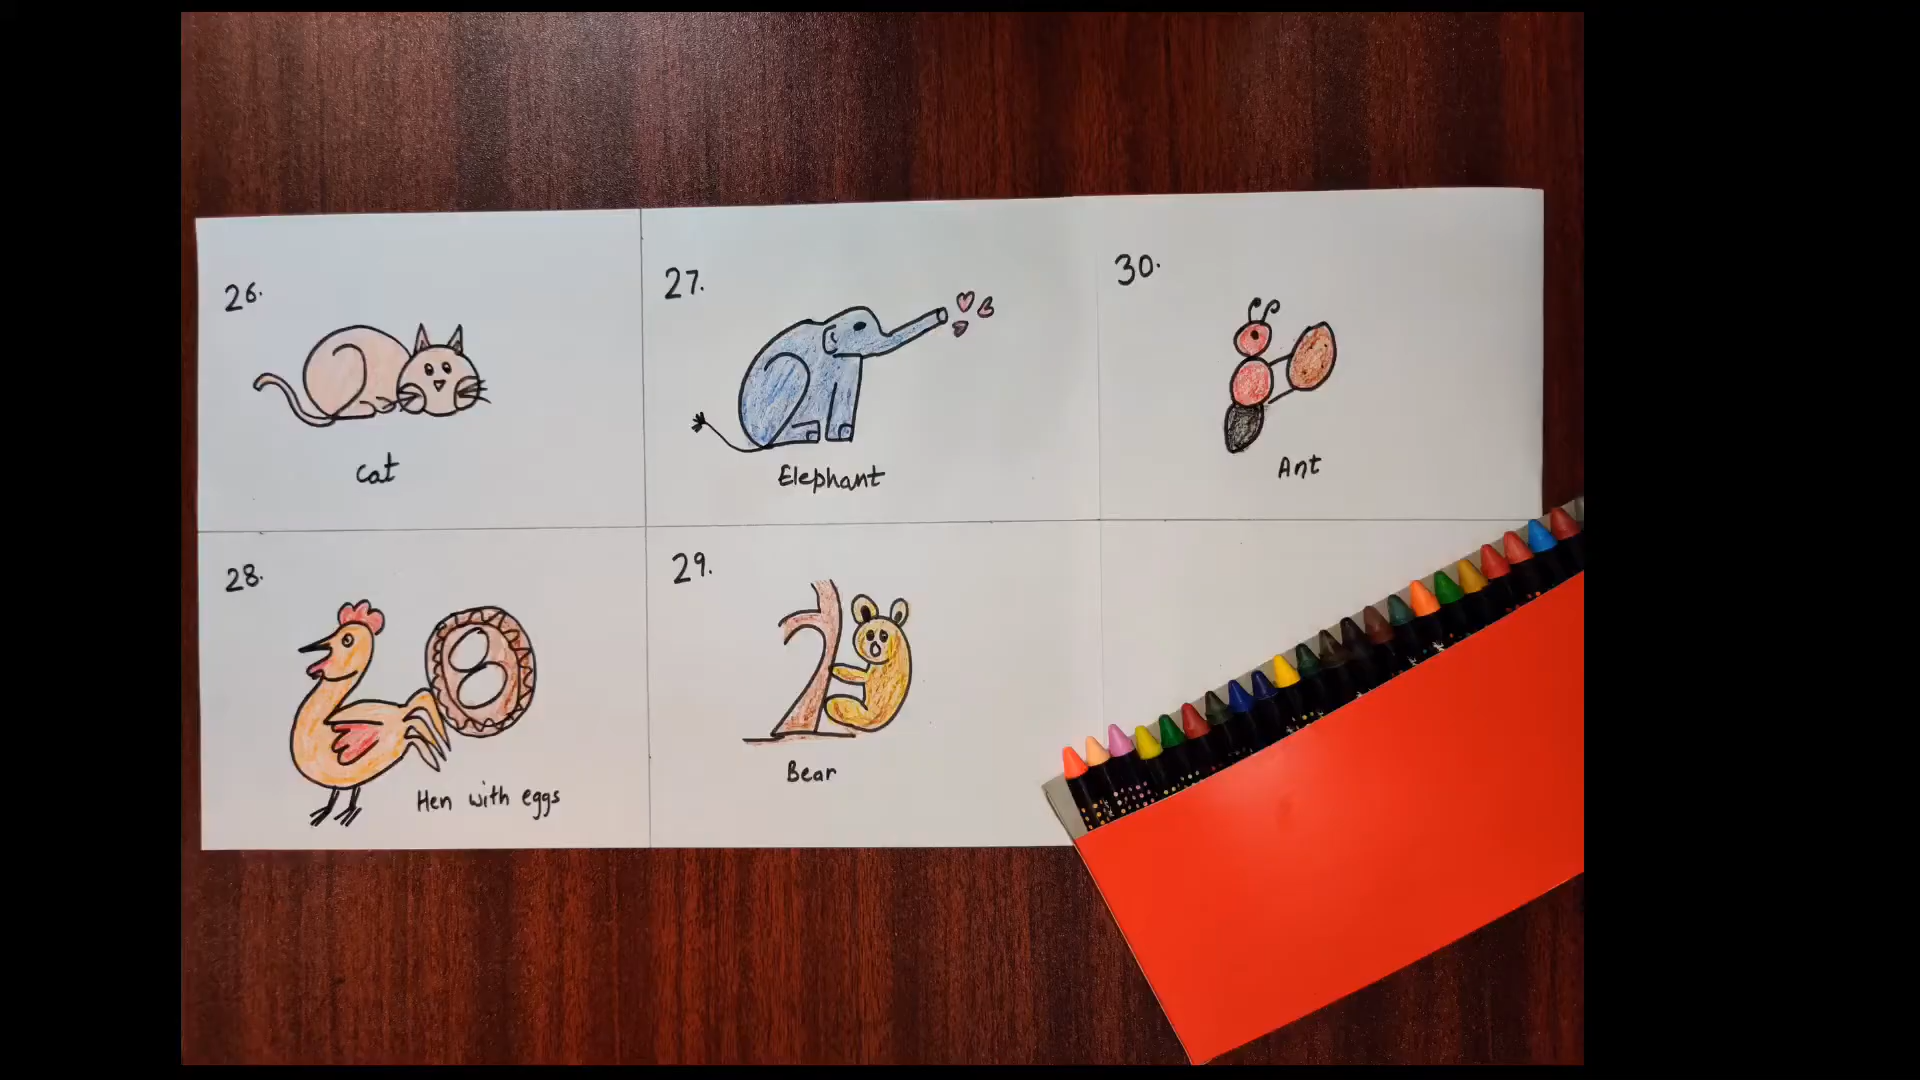 26.
Cat
27.
Elephant
30.
Ant
28.
Hen with eggs
29.
Bear